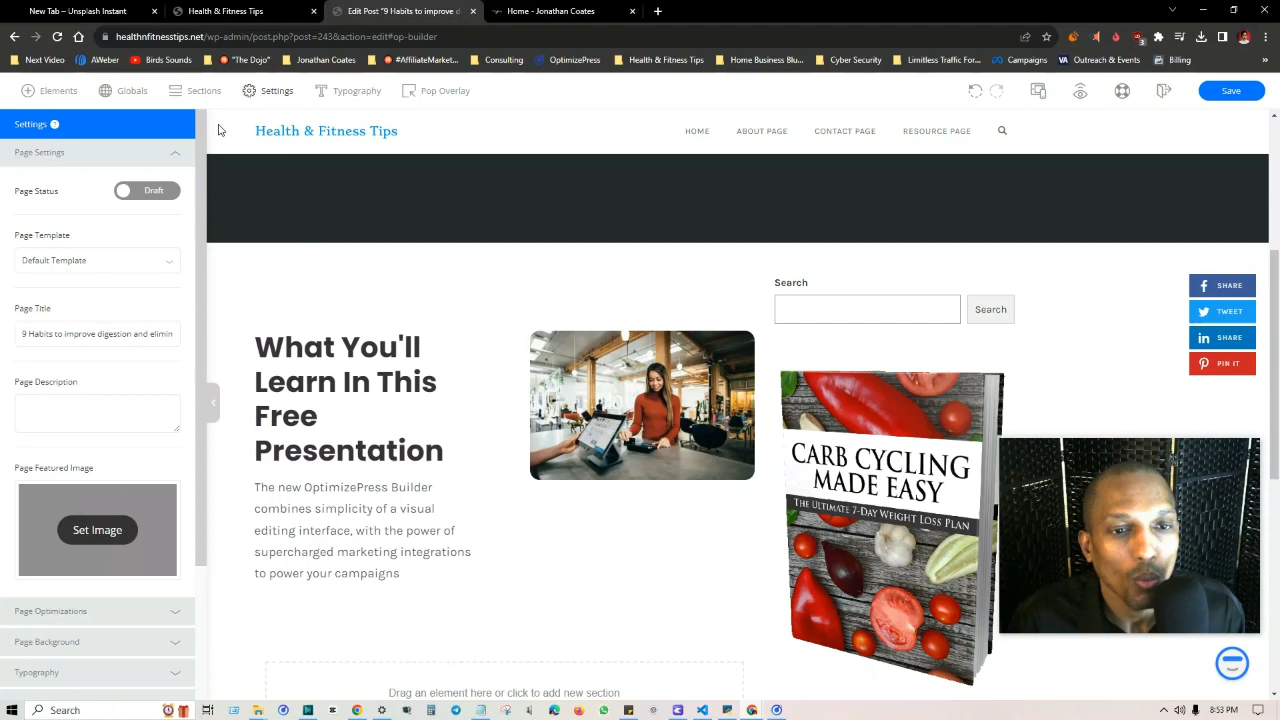 New Tab – Vimium
Health & Fitness Tips
Edit Post "9 Habits to improve d
Home - Jonathan Coates
healthnfitnesstips.net/wp-admin/post.php?post=243&action=edit#op-builder
3
Next Video
AWeber
Birds Sounds
"The Dojo"
Jonathan Coates
#AffiliateMarket...
Consulting
OptimizePress
Health & Fitness Tips
Home Business Blu...
Cyber Security
Limitless Traffic For...
Campaigns
VA Outreach & Events
Billing
»
Elements
Globals
Sections
Settings
Typography
Pop Overlay
Save
Settings
Page Settings
Page Status
Draft
Page Template
Default Template
Page Title
9 Habits to improve digestion and elimin
Page Description
Page Featured Image
Set Image
Page Optimizations
Page Background
Typography
Health & Fitness Tips
HOME
ABOUT PAGE
CONTACT PAGE
RESOURCE PAGE
What You'll
Learn In This
Free
Presentation
The new OptimizePress Builder
combines simplicity of a visual
editing interface, with the power of
supercharged marketing integrations
to power your campaigns
Drag an element here or click to add new section
Search
Search
CARB CYCLING
MADE EASY
THE ULTIMATE 7-DAY WEIGHT LOSS PLAN
SHARE
TWEET
SHARE
PIN IT
Search
8:53 PM